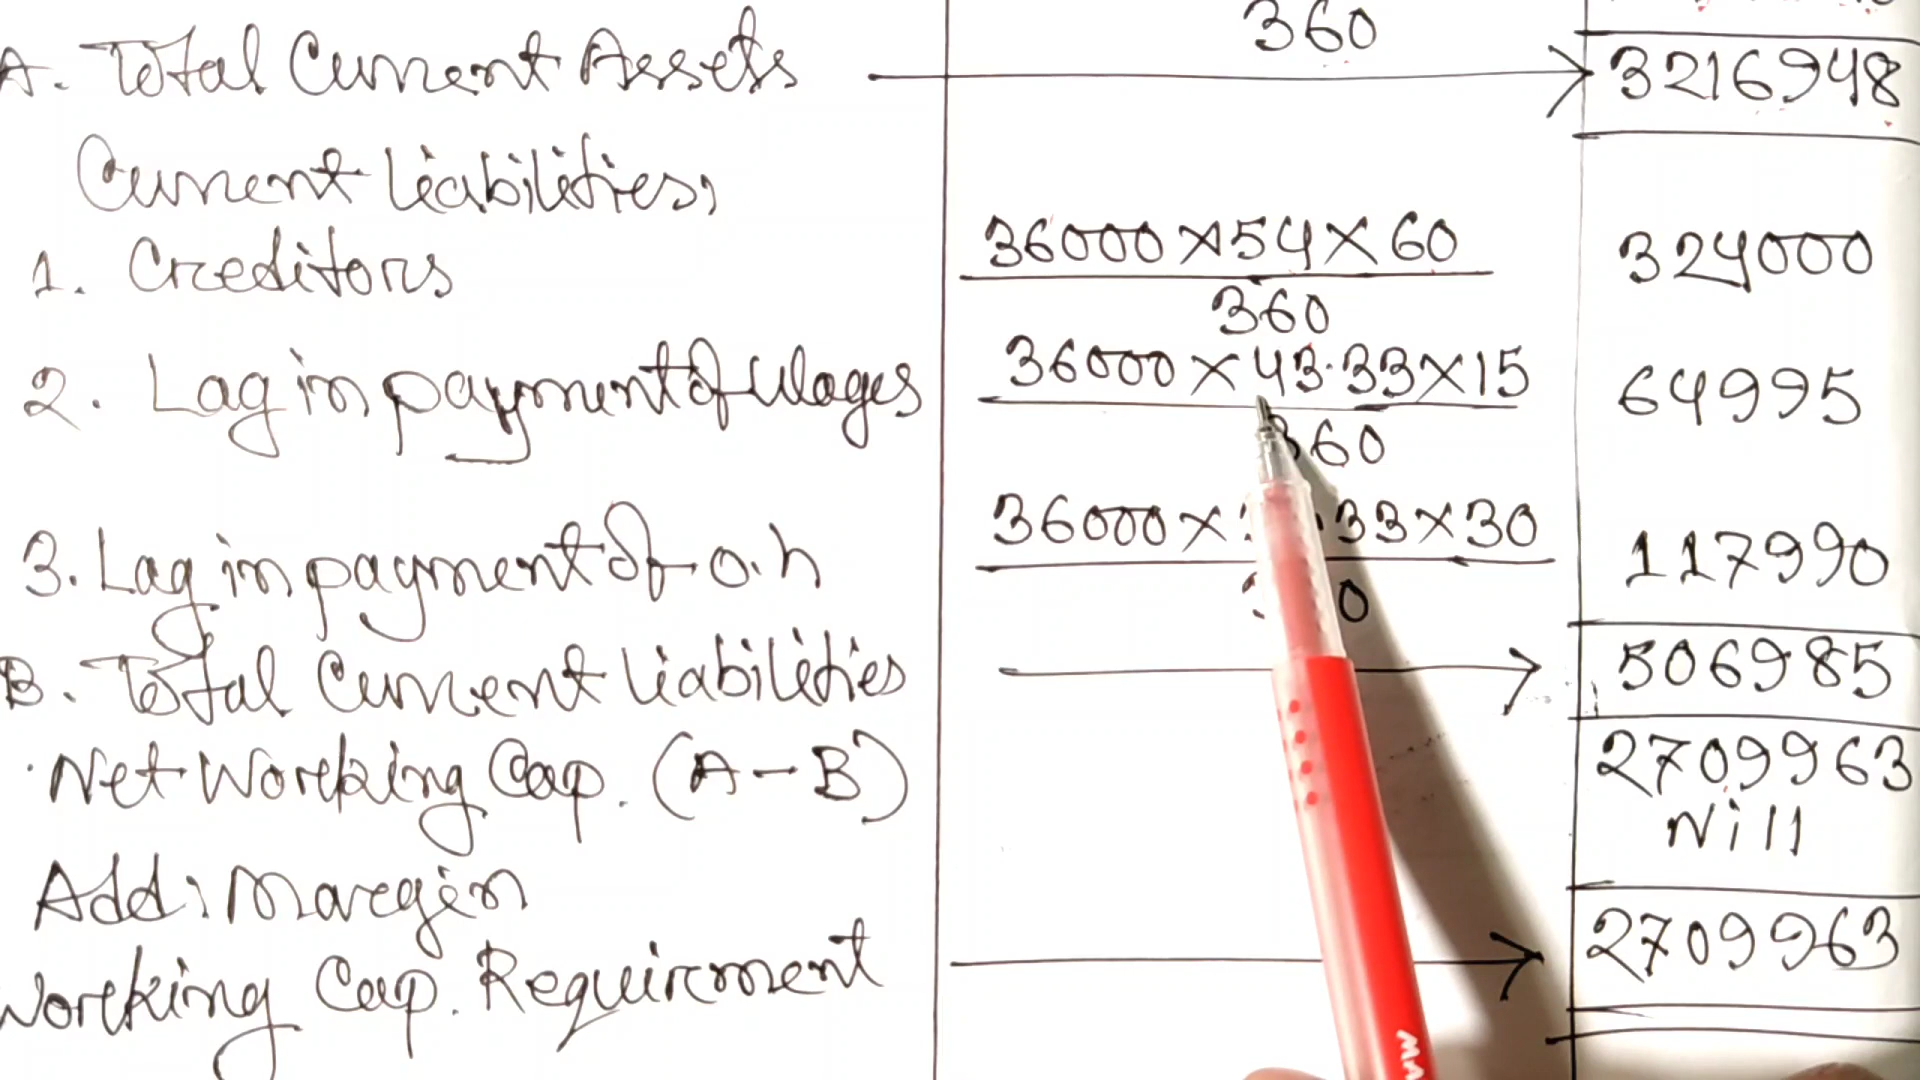 360
A. Total Current Assets 3216948
Current Liabilities,
1. Creditors 36000 × 54 × 60 324000
360
2. Lag in payment of Wages 36000 × 43.33 × 15 64995
360
3. Lag in payment of o.h 36000 × .33 × 30 117990
0
B. Total Current Liabilities 506985
Net Working Cap. (A - B) 2709963
Nill
Add: Margin
Working Cap. Requirment 2709963